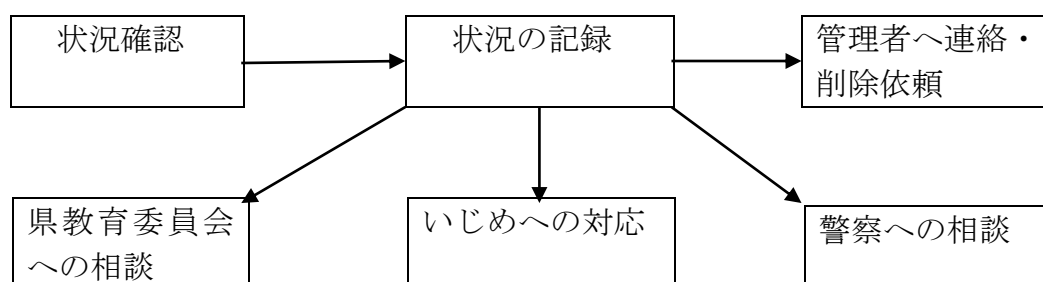 状況確認
状況の記録
管理者へ連絡・
削除依頼
県教育委員会
への相談
いじめへの対応
警察への相談